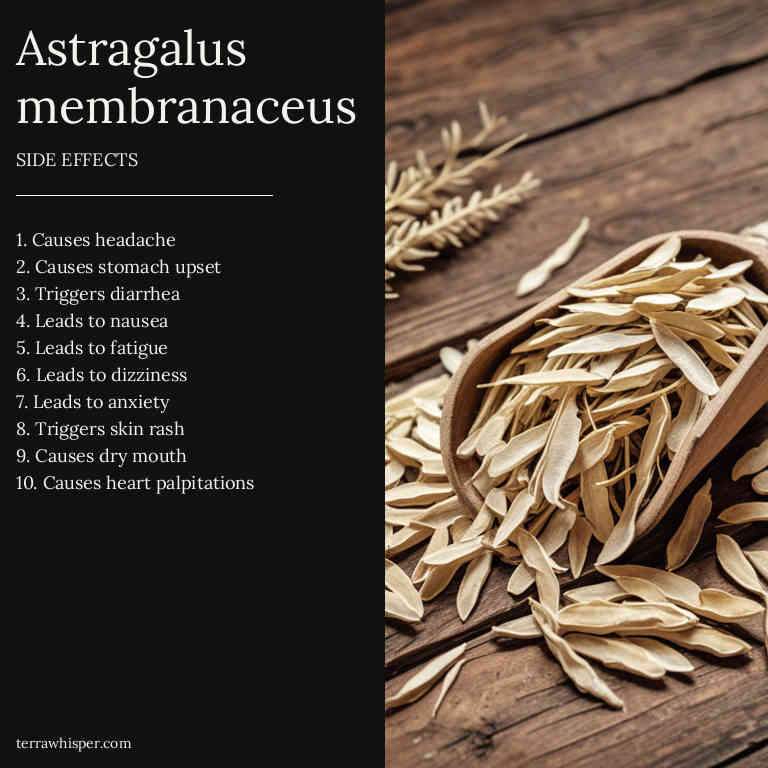 Astragalus
membranaceus
SIDE EFFECTS
1. Causes headache
2. Causes stomach upset
3. Triggers diarrhea
4. Leads to nausea
5. Leads to fatigue
6. Leads to dizziness
7. Leads to anxiety
8. Triggers skin rash
9. Causes dry mouth
10. Causes heart palpitations
terrawhisper.com